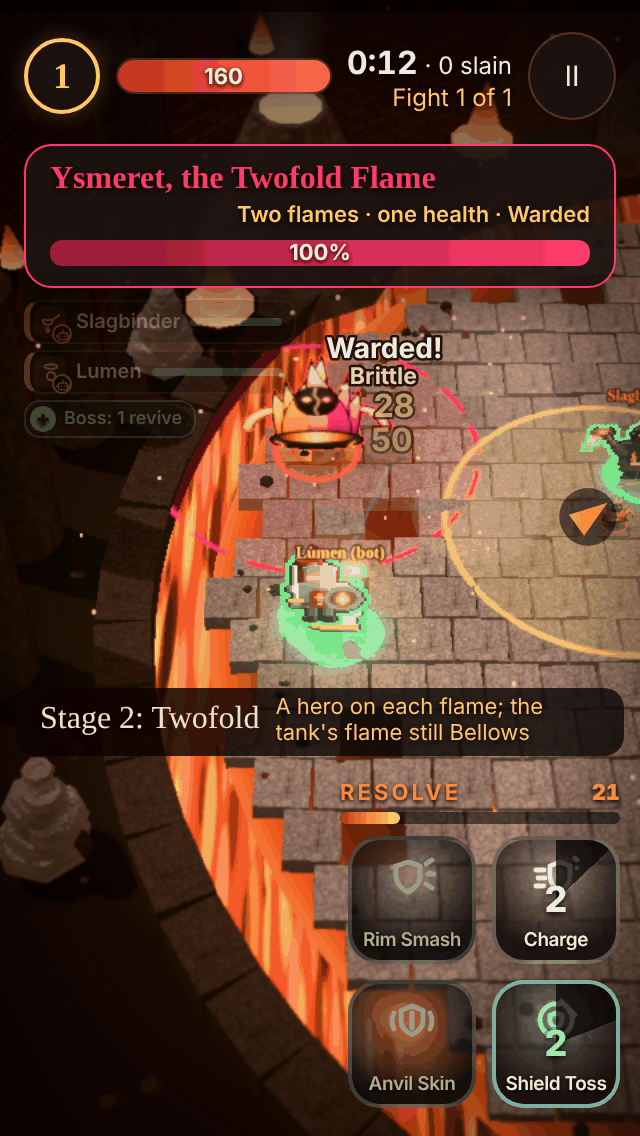 1
160
0:12 · 0 slain
Fight 1 of 1
Ysmeret, the Twofold Flame
Two flames · one health · Warded
100%
Slagbinder
Lumen
Boss: 1 revive
Warded!
Brittle
28
50
Lumen (bot)
Stage 2: Twofold
A hero on each flame; the
tank's flame still Bellows
RESOLVE 21
Rim Smash
2
Charge
Anvil Skin
2
Shield Toss